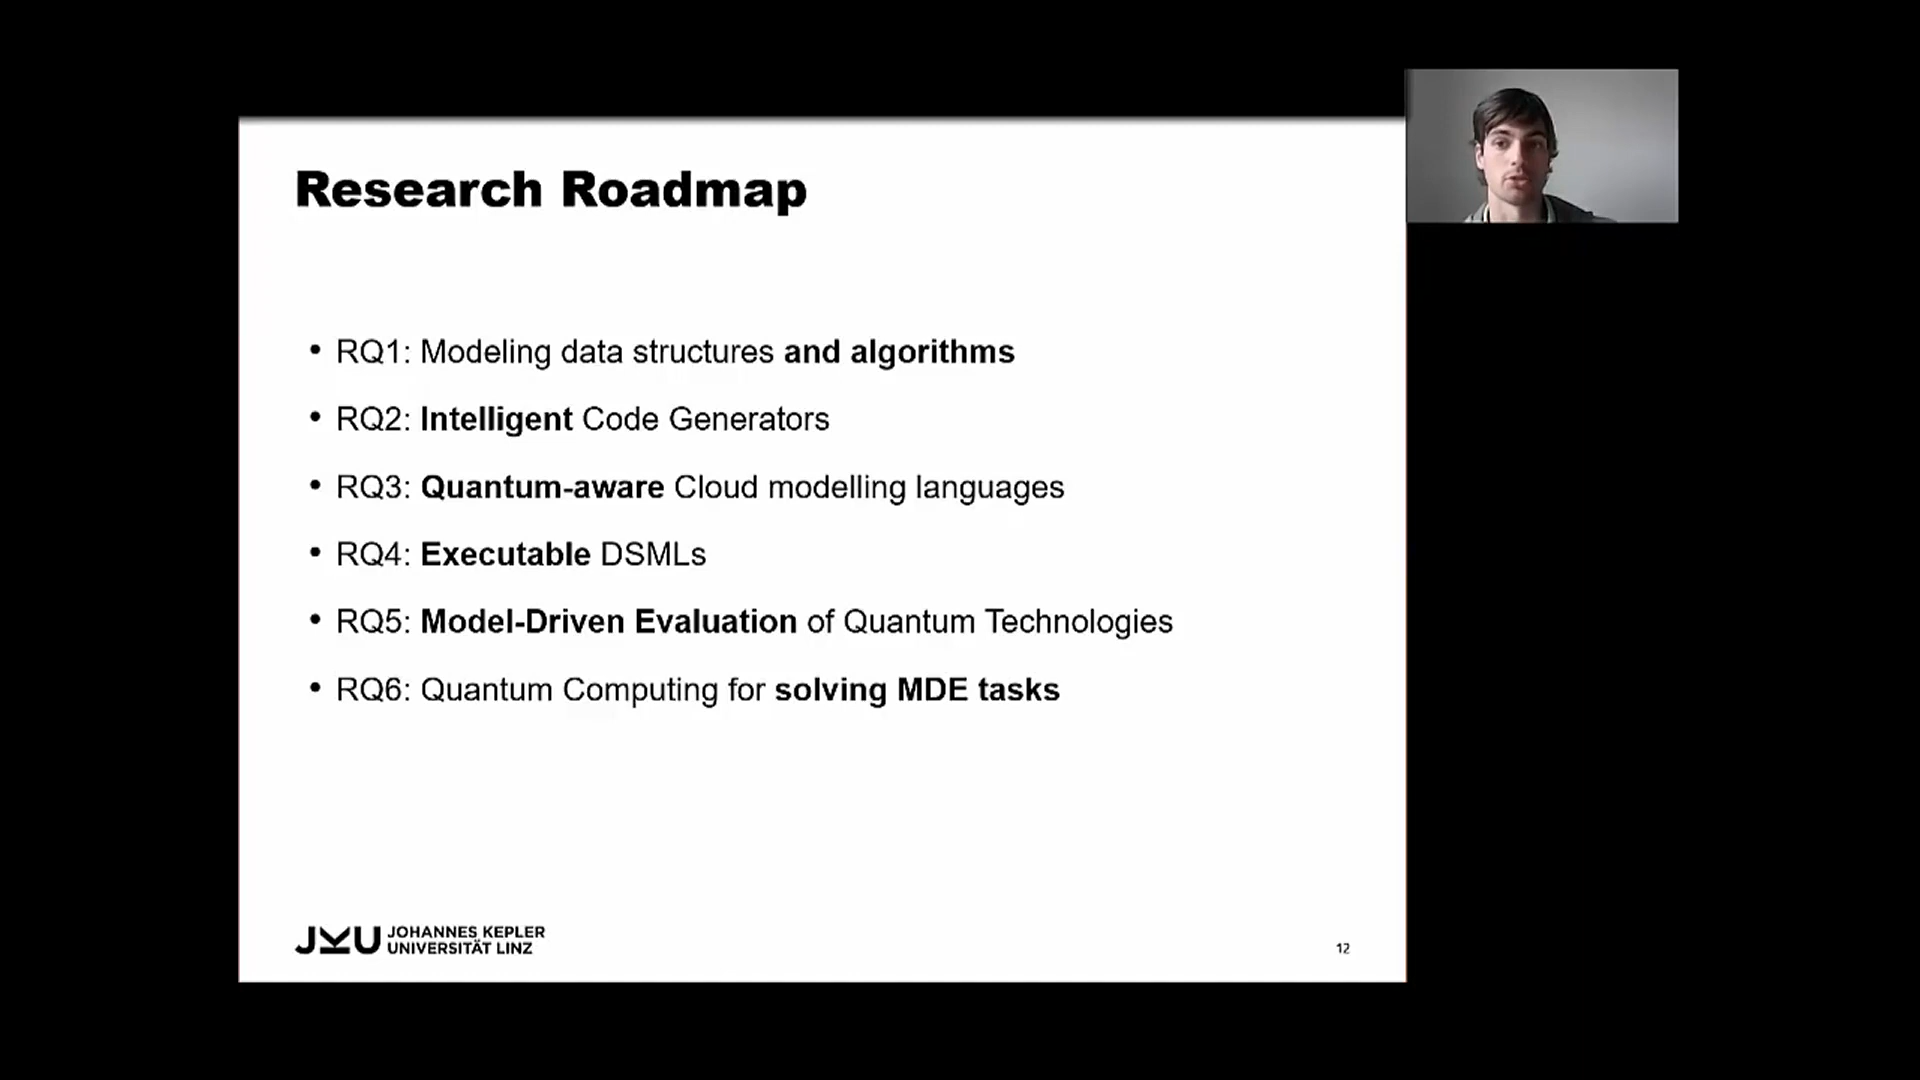 Research Roadmap
• RQ1: Modeling data structures and algorithms
• RQ2: Intelligent Code Generators
• RQ3: Quantum-aware Cloud modelling languages
• RQ4: Executable DSMLs
• RQ5: Model-Driven Evaluation of Quantum Technologies
• RQ6: Quantum Computing for solving MDE tasks
JKU JOHANNES KEPLER
UNIVERSITÄT LINZ
12